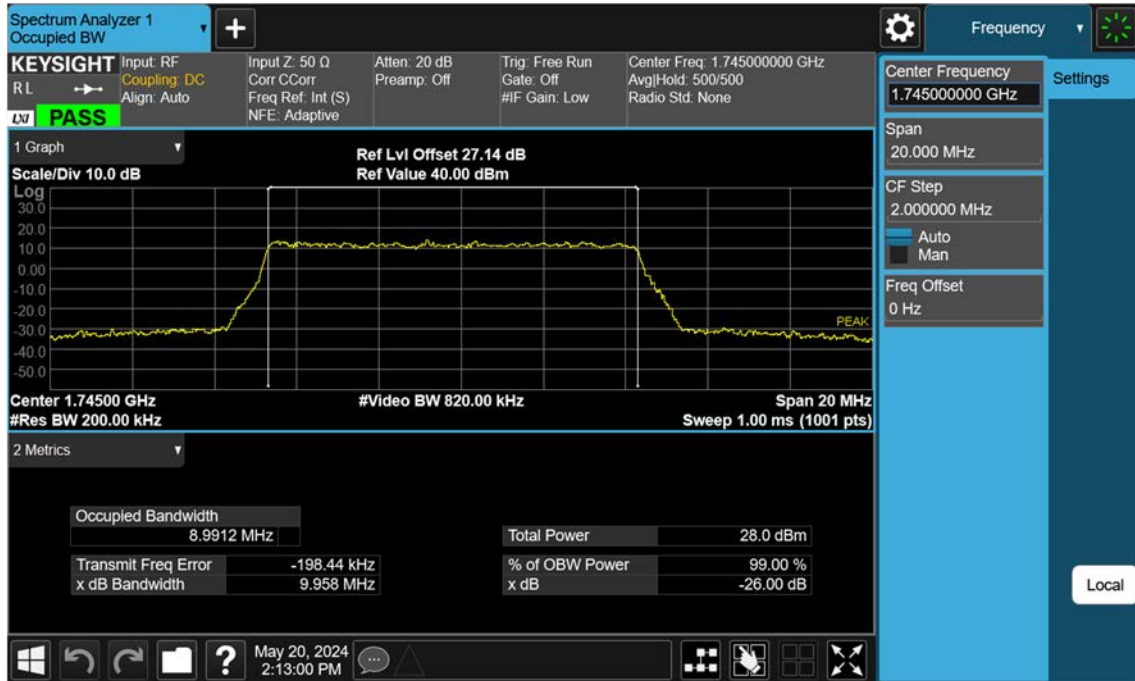 Spectrum Analyzer 1
Occupied BW
Frequency
KEYSIGHT
R L
LXI PASS
Input: RF
Coupling: DC
Align: Auto
Input Z: 50 Ω
Corr CCorr
Freq Ref: Int (S)
NFE: Adaptive
Atten: 20 dB
Preamp: Off
Trig: Free Run
Gate: Off
#IF Gain: Low
Center Freq: 1.745000000 GHz
Avg|Hold: 500/500
Radio Std: None
1 Graph
Scale/Div 10.0 dB
Ref Lvl Offset 27.14 dB
Ref Value 40.00 dBm
Log
30.0
20.0
10.0
0.00
-10.0
-20.0
-30.0
-40.0
-50.0
PEAK
Center 1.74500 GHz
#Video BW 820.00 kHz
Span 20 MHz
#Res BW 200.00 kHz
Sweep 1.00 ms (1001 pts)
2 Metrics
Occupied Bandwidth
8.9912 MHz
Total Power 28.0 dBm
Transmit Freq Error -198.44 kHz
% of OBW Power 99.00 %
x dB Bandwidth 9.958 MHz
x dB -26.00 dB
Center Frequency
1.745000000 GHz
Settings
Span
20.000 MHz
CF Step
2.000000 MHz
Auto
Man
Freq Offset
0 Hz
Local
?
May 20, 2024
2:13:00 PM